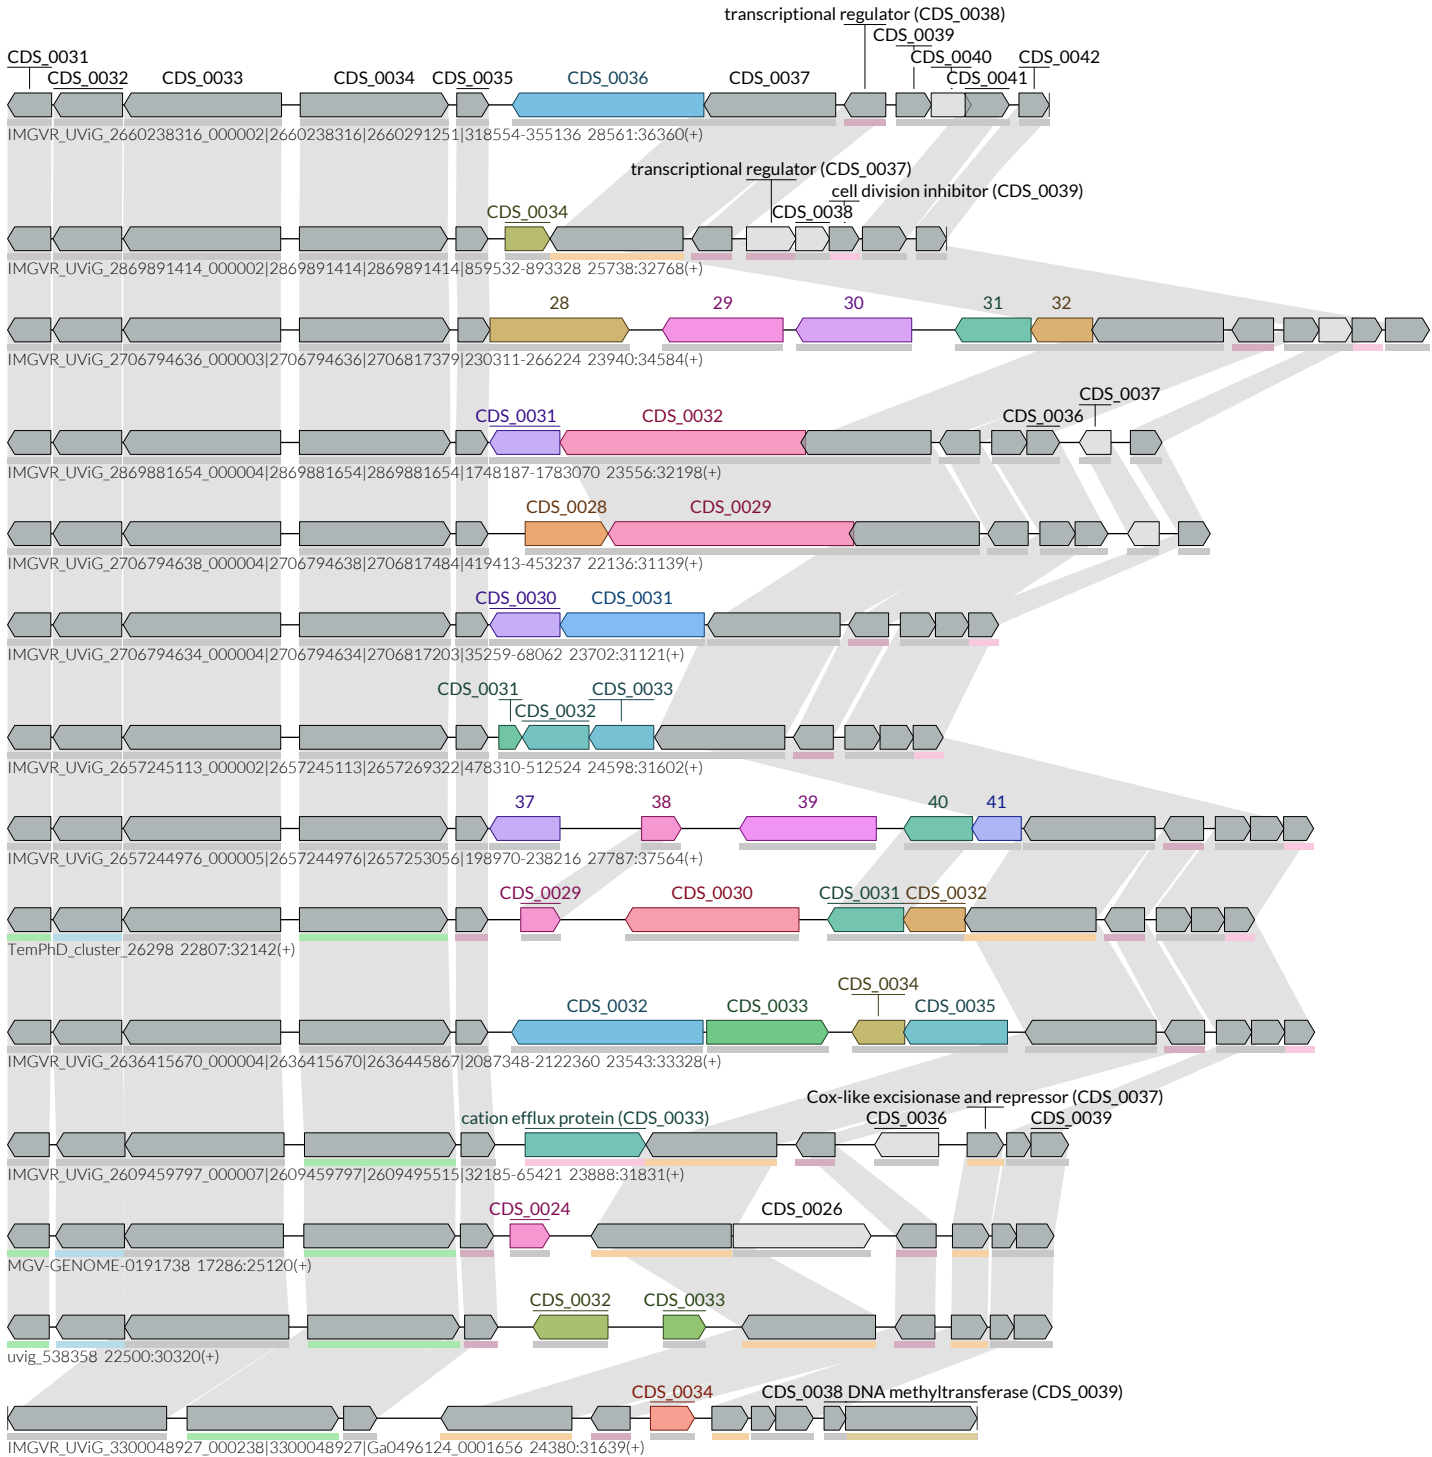 transcriptional regulator (CDS_0038)
CDS_0039
CDS_0031 CDS_0040 CDS_0042
CDS_0032 CDS_0033 CDS_0034 CDS_0035 CDS_0036 CDS_0037 CDS_0041
IMGVR_UViG_2660238316_000002|2660238316|2660291251|318554-355136 28561:36360(+)
transcriptional regulator (CDS_0037)
cell division inhibitor (CDS_0039)
CDS_0034 CDS_0038
IMGVR_UViG_2869891414_000002|2869891414|2869891414|859532-893328 25738:32768(+)
28 29 30 31 32
IMGVR_UViG_2706794636_000003|2706794636|2706817379|230311-266224 23940:34584(+)
CDS_0037
CDS_0031 CDS_0032 CDS_0036
IMGVR_UViG_2869881654_000004|2869881654|2869881654|1748187-1783070 23556:32198(+)
CDS_0028 CDS_0029
IMGVR_UViG_2706794638_000004|2706794638|2706817484|419413-453237 22136:31139(+)
CDS_0030 CDS_0031
IMGVR_UViG_2706794634_000004|2706794634|2706817203|35259-68062 23702:31121(+)
CDS_0031 CDS_0033
CDS_0032
IMGVR_UViG_2657245113_000002|2657245113|2657269322|478310-512524 24598:31602(+)
37 38 39 40 41
IMGVR_UViG_2657244976_000005|2657244976|2657253056|198970-238216 27787:37564(+)
CDS_0029 CDS_0030 CDS_0031 CDS_0032
TemPhD_cluster_26298 22807:32142(+)
CDS_0034
CDS_0032 CDS_0033 CDS_0035
IMGVR_UViG_2636415670_000004|2636415670|2636445867|2087348-2122360 23543:33328(+)
Cox-like excisionase and repressor (CDS_0037)
cation efflux protein (CDS_0033) CDS_0036 CDS_0039
IMGVR_UViG_2609459797_000007|2609459797|2609495515|32185-65421 23888:31831(+)
CDS_0024 CDS_0026
MGV-GENOME-0191738 17286:25120(+)
CDS_0032 CDS_0033
uvig_538358 22500:30320(+)
CDS_0034 CDS_0038 DNA methyltransferase (CDS_0039)
IMGVR_UViG_3300048927_000238|3300048927|Ga0496124_0001656 24380:31639(+)